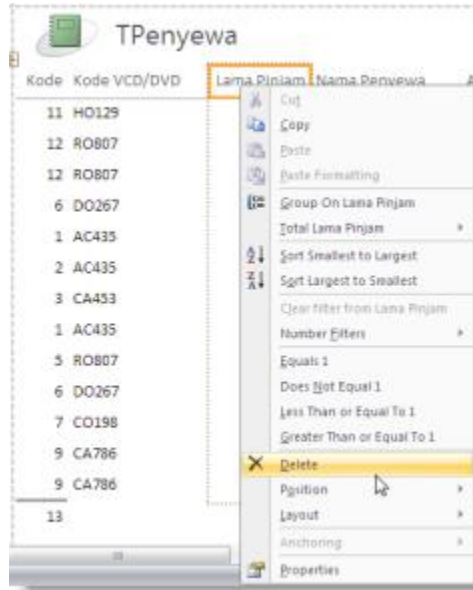 TPenyewa
Kode Kode VCD/DVD Lama Pinjam Nama Penyewa A
11 HO129
12 RO807
12 RO807
6 DO267
1 AC435
2 AC435
3 CA453
1 AC435
5 RO807
6 DO267
7 CO198
9 CA786
9 CA786
13
Cut
Copy
Paste
Paste Formatting
Group On Lama Pinjam
Total Lama Pinjam
Sort Smallest to Largest
Sort Largest to Smallest
Clear filter from Lama Pinjam
Number Filters
Equals 1
Does Not Equal 1
Less Than or Equal To 1
Greater Than or Equal To 1
Delete
Position
Layout
Anchoring
Properties